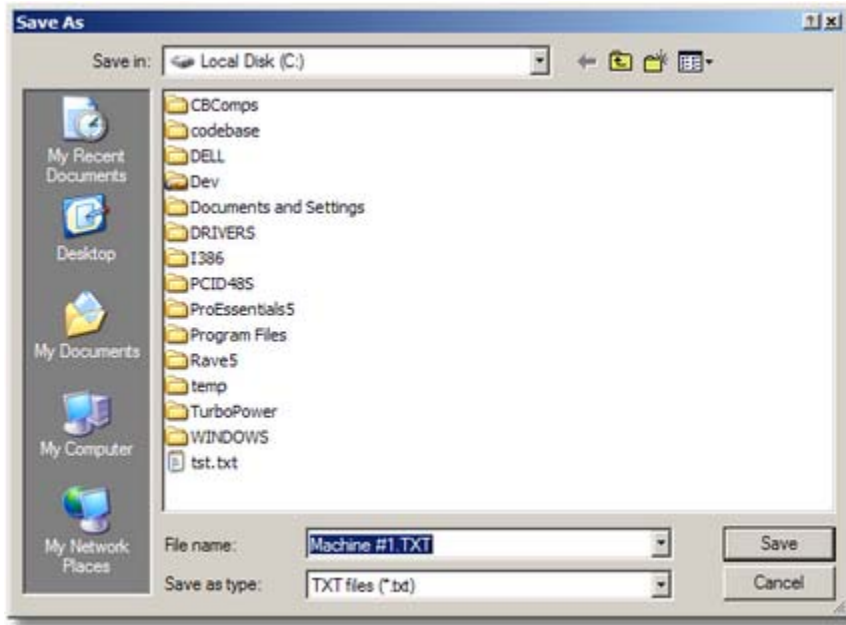 Save As
Save in:
Local Disk (C:)
My Recent
Documents
Desktop
My Documents
My Computer
My Network
Places
CBComps
codebase
DELL
Dev
Documents and Settings
DRIVERS
I386
PCID48S
ProEssentials5
Program Files
Rave5
temp
TurboPower
WINDOWS
tst.txt
File name:
Machine #1.TXT
Save
Save as type:
TXT files (*.txt)
Cancel